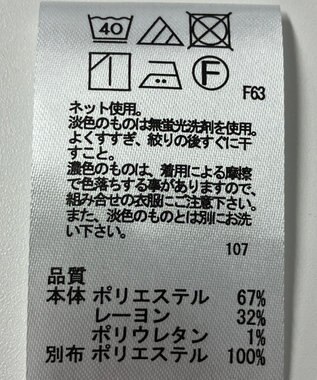 40
F
F63
ネット使用。
淡色のものは無蛍光洗剤を使用。
よくすすぎ、絞りの後すぐに干
すこと。
濃色のものは、着用による摩擦
で色落ちする事がありますので、
組み合せの衣服にご注意下さい。
また、淡色のものとは別にお洗
い下さい。
107
品質
本体 ポリエステル 67%
レーヨン 32%
ポリウレタン 1%
別布 ポリエステル 100%